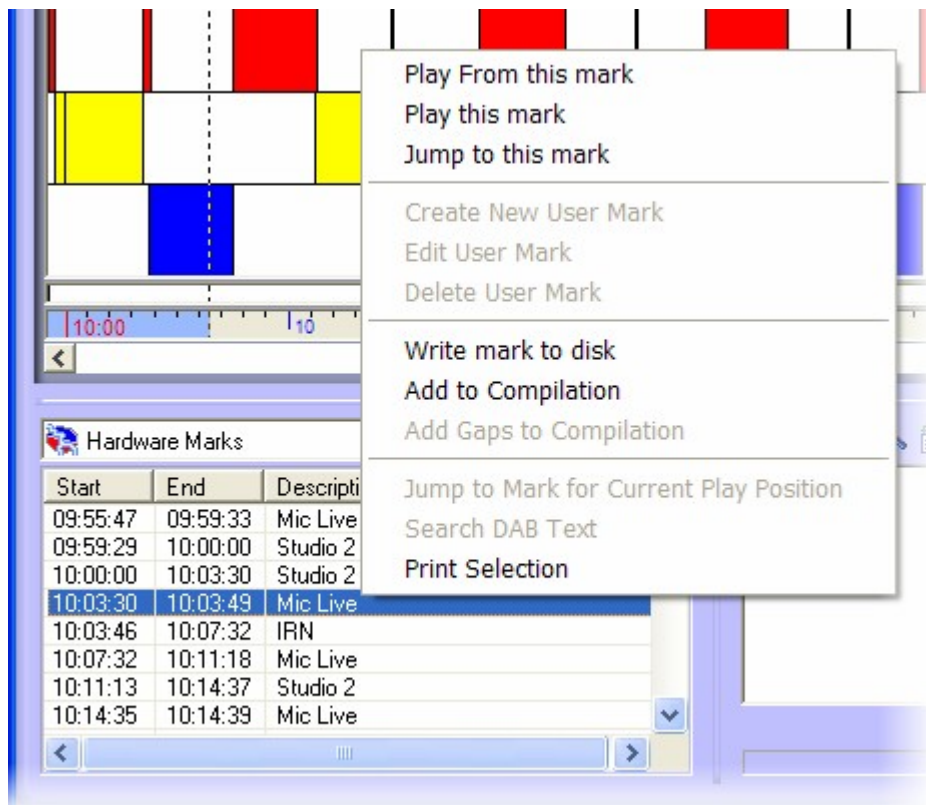 Play From this mark
Play this mark
Jump to this mark
Create New User Mark
Edit User Mark
Delete User Mark
10:00 10
Write mark to disk
Add to Compilation
Add Gaps to Compilation
Hardware Marks
Jump to Mark for Current Play Position
Search DAB Text
Print Selection
Start End Descripti
09:55:47 09:59:33 Mic Live
09:59:29 10:00:00 Studio 2
10:00:00 10:03:30 Studio 2
10:03:30 10:03:49 Mic Live
10:03:46 10:07:32 IRN
10:07:32 10:11:18 Mic Live
10:11:13 10:14:37 Studio 2
10:14:35 10:14:39 Mic Live